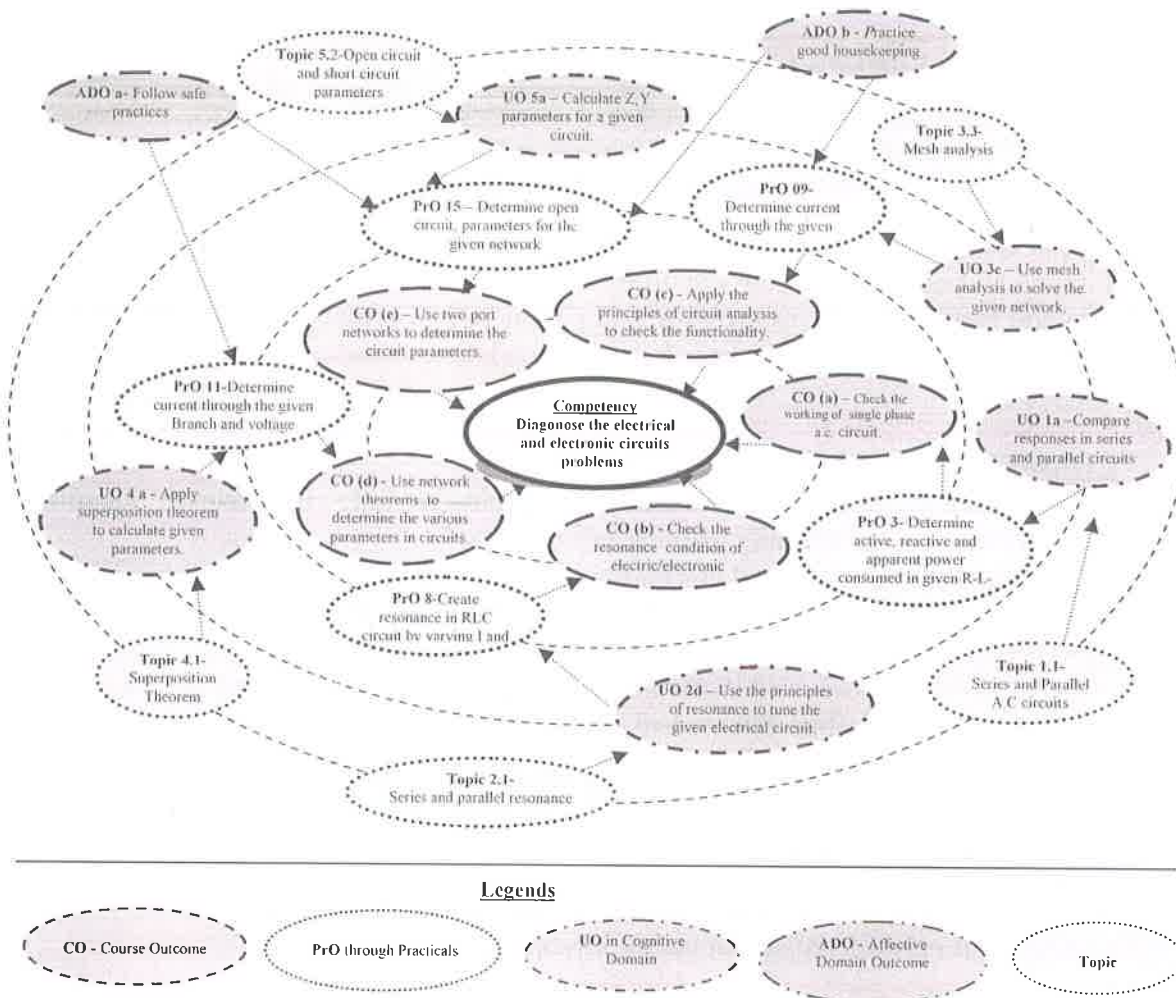 ADO b - Practice
good housekeeping
Topic 5.2-Open circuit
and short circuit
parameters
ADO a- Follow safe
practices
UO 5a – Calculate Z,Y
parameters for a given
circuit.
Topic 3.3-
Mesh analysis
PrO 15 – Determine open
circuit, parameters for the
given network
PrO 09-
Determine current
through the given
UO 3c – Use mesh
analysis to solve the
given network.
CO (e) – Use two port
networks to determine the
circuit parameters.
CO (c) - Apply the
principles of circuit analysis
to check the functionality.
PrO 11-Determine
current through the given
Branch and voltage
Competency
Diagonose the electrical
and electronic circuits
problems
CO (a) – Check the
working of single phase
a.c. circuit.
UO 1a –Compare
responses in series
and parallel circuits
UO 4 a - Apply
superposition theorem
to calculate given
parameters.
CO (d) - Use network
theorems to
determine the various
parameters in circuits
CO (b) - Check the
resonance condition of
electric/electronic
PrO 3- Determine
active, reactive and
apparent power
consumed in given R-L-
PrO 8-Create
resonance in RLC
circuit by varying l and
Topic 4.1-
Superposition
Theorem
UO 2d – Use the principles
of resonance to tune the
given electrical circuit.
Topic 1.1-
Series and Parallel
A.C circuits
Topic 2.1-
Series and parallel resonance
Legends
CO - Course Outcome
PrO through Practicals
UO in Cognitive
Domain
ADO - Affective
Domain Outcome
Topic